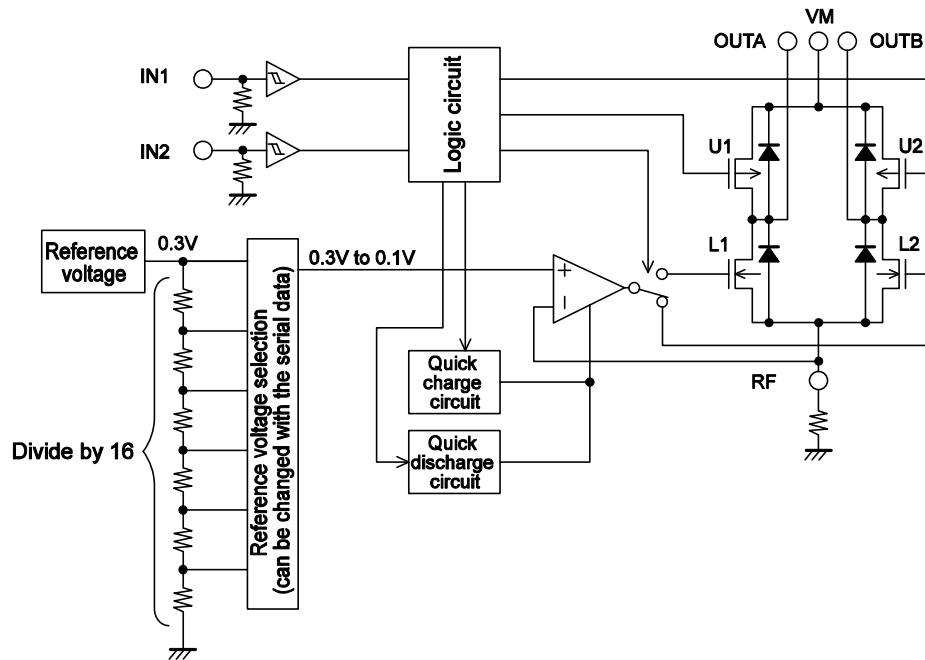 VM
OUTA
OUTB
IN1
IN2
Logic circuit
U1
U2
L1
L2
Reference
voltage
0.3V
0.3V to 0.1V
Reference voltage selection
(can be changed with the serial data)
+
−
Quick
charge
circuit
RF
Divide by 16
Quick
discharge
circuit